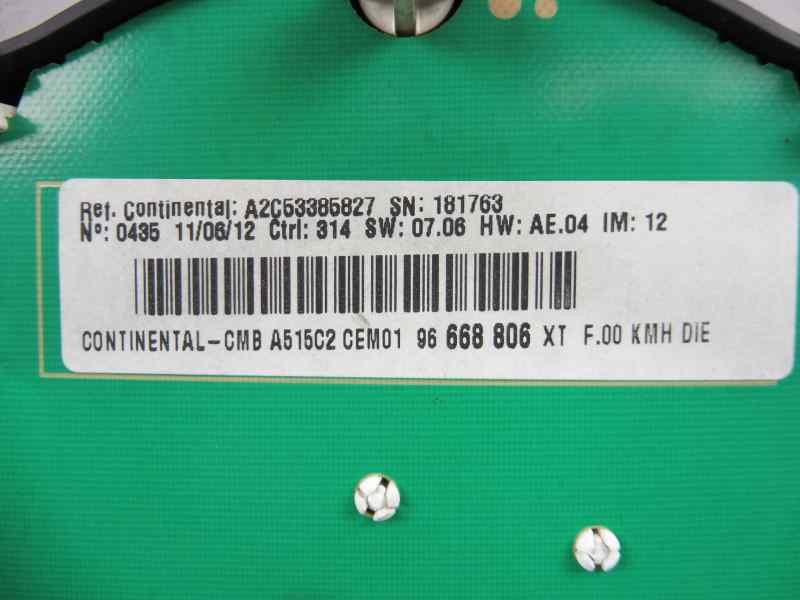 Ref. Continental: A2C53385827 SN: 181763
Nº: 0435 11/06/12 Ctrl: 314 SW: 07.06 HW: AE.04 IM: 12
CONTINENTAL-CMB A515C2 CEM01 96 668 806 XT F.00 KMH DIE